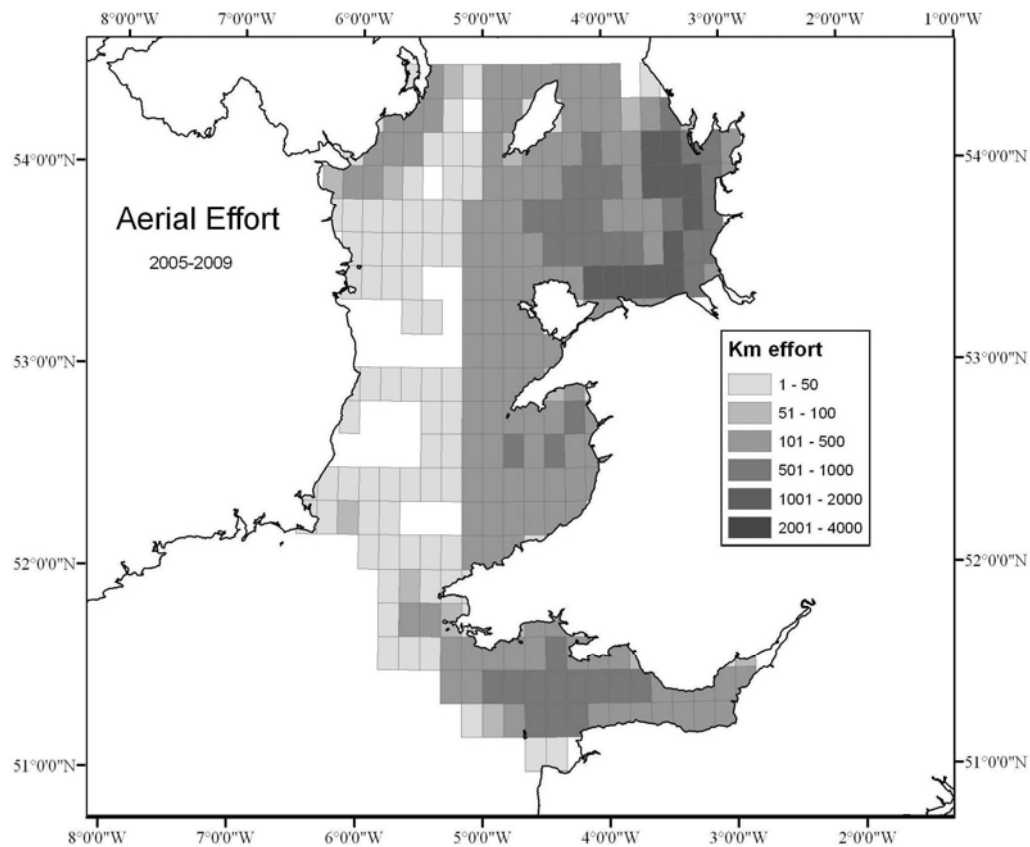 8°0'0"W 7°0'0"W 6°0'0"W 5°0'0"W 4°0'0"W 3°0'0"W 2°0'0"W 1°0'0"W
54°0'0"N 54°0'0"N
Aerial Effort
2005-2009
53°0'0"N 53°0'0"N
Km effort
1 - 50
51 - 100
101 - 500
501 - 1000
1001 - 2000
2001 - 4000
52°0'0"N 52°0'0"N
51°0'0"N 51°0'0"N
8°0'0"W 7°0'0"W 6°0'0"W 5°0'0"W 4°0'0"W 3°0'0"W 2°0'0"W